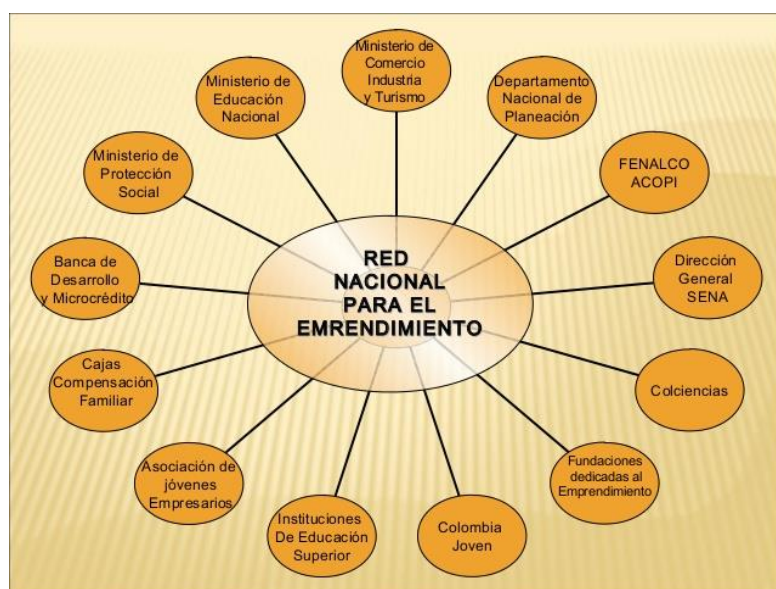 Ministerio de
Comercio
Industria
y Turismo
Departamento
Nacional de
Planeación
FENALCO
ACOPI
Dirección
General
SENA
Colciencias
Fundaciones
dedicadas al
Emprendimiento
Colombia
Joven
Instituciones
De Educación
Superior
Asociación de
jóvenes
Empresarios
Cajas
Compensación
Familiar
Banca de
Desarrollo
y Microcrédito
Ministerio de
Protección
Social
Ministerio de
Educación
Nacional
RED
NACIONAL
PARA EL
EMRENDIMIENTO